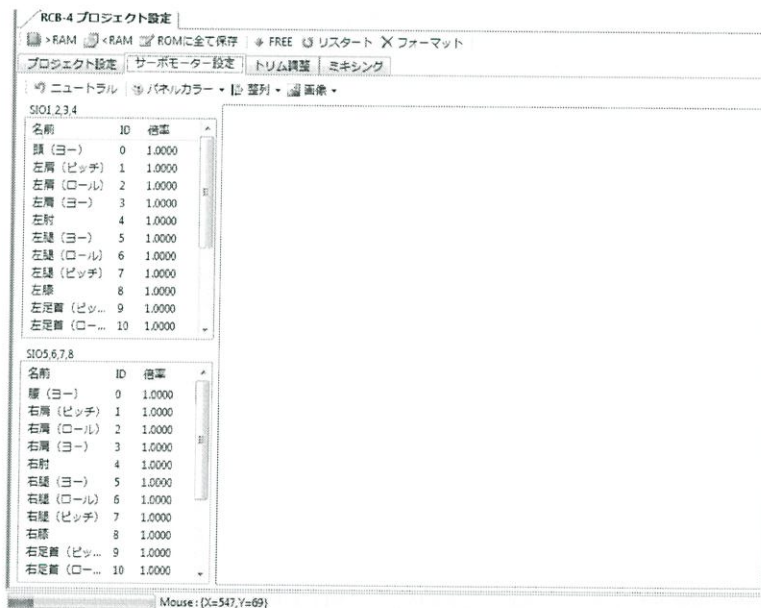 RCB-4 プロジェクト設定
>RAM <RAM ROMに全て保存 FREE リスタート フォーマット
プロジェクト設定 サーボモーター設定 トリム調整 ミキシング
ニュートラル パネルカラー 整列 画像
SIO1,2,3,4
名前 ID 倍率
頭（ヨー） 0 1.0000
左肩（ピッチ） 1 1.0000
左肩（ロール） 2 1.0000
左肩（ヨー） 3 1.0000
左肘 4 1.0000
左腿（ヨー） 5 1.0000
左腿（ロール） 6 1.0000
左腿（ピッチ） 7 1.0000
左膝 8 1.0000
左足首（ピッ... 9 1.0000
左足首（ロー... 10 1.0000
SIO5,6,7,8
名前 ID 倍率
腰（ヨー） 0 1.0000
右肩（ピッチ） 1 1.0000
右肩（ロール） 2 1.0000
右肩（ヨー） 3 1.0000
右肘 4 1.0000
右腿（ヨー） 5 1.0000
右腿（ロール） 6 1.0000
右腿（ピッチ） 7 1.0000
右膝 8 1.0000
右足首（ピッ... 9 1.0000
右足首（ロー... 10 1.0000
Mouse : {X=547,Y=69}